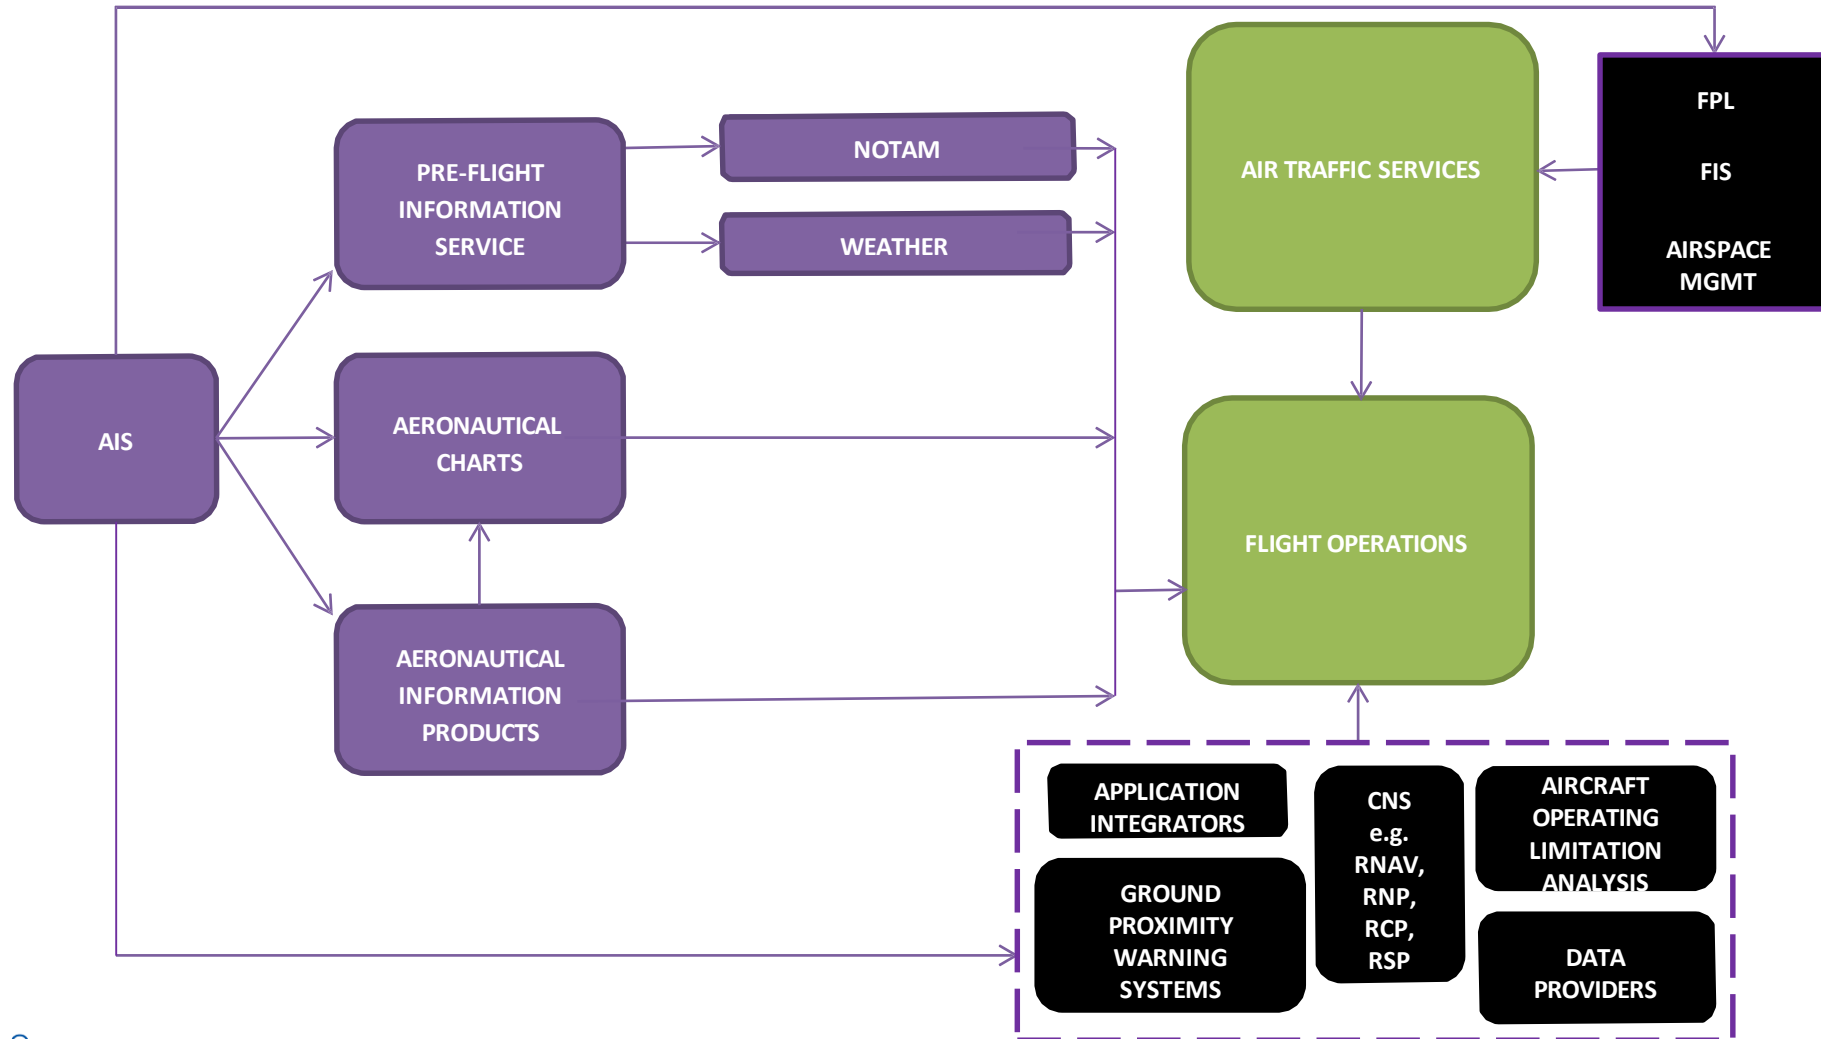 FPL
FIS
AIRSPACE
MGMT
AIR TRAFFIC SERVICES
PRE-FLIGHT
INFORMATION
SERVICE
NOTAM
WEATHER
AIS
AERONAUTICAL
CHARTS
FLIGHT OPERATIONS
AERONAUTICAL
INFORMATION
PRODUCTS
APPLICATION
INTEGRATORS
CNS
e.g.
RNAV,
RNP,
RCP,
RSP
AIRCRAFT
OPERATING
LIMITATION
ANALYSIS
GROUND
PROXIMITY
WARNING
SYSTEMS
DATA
PROVIDERS